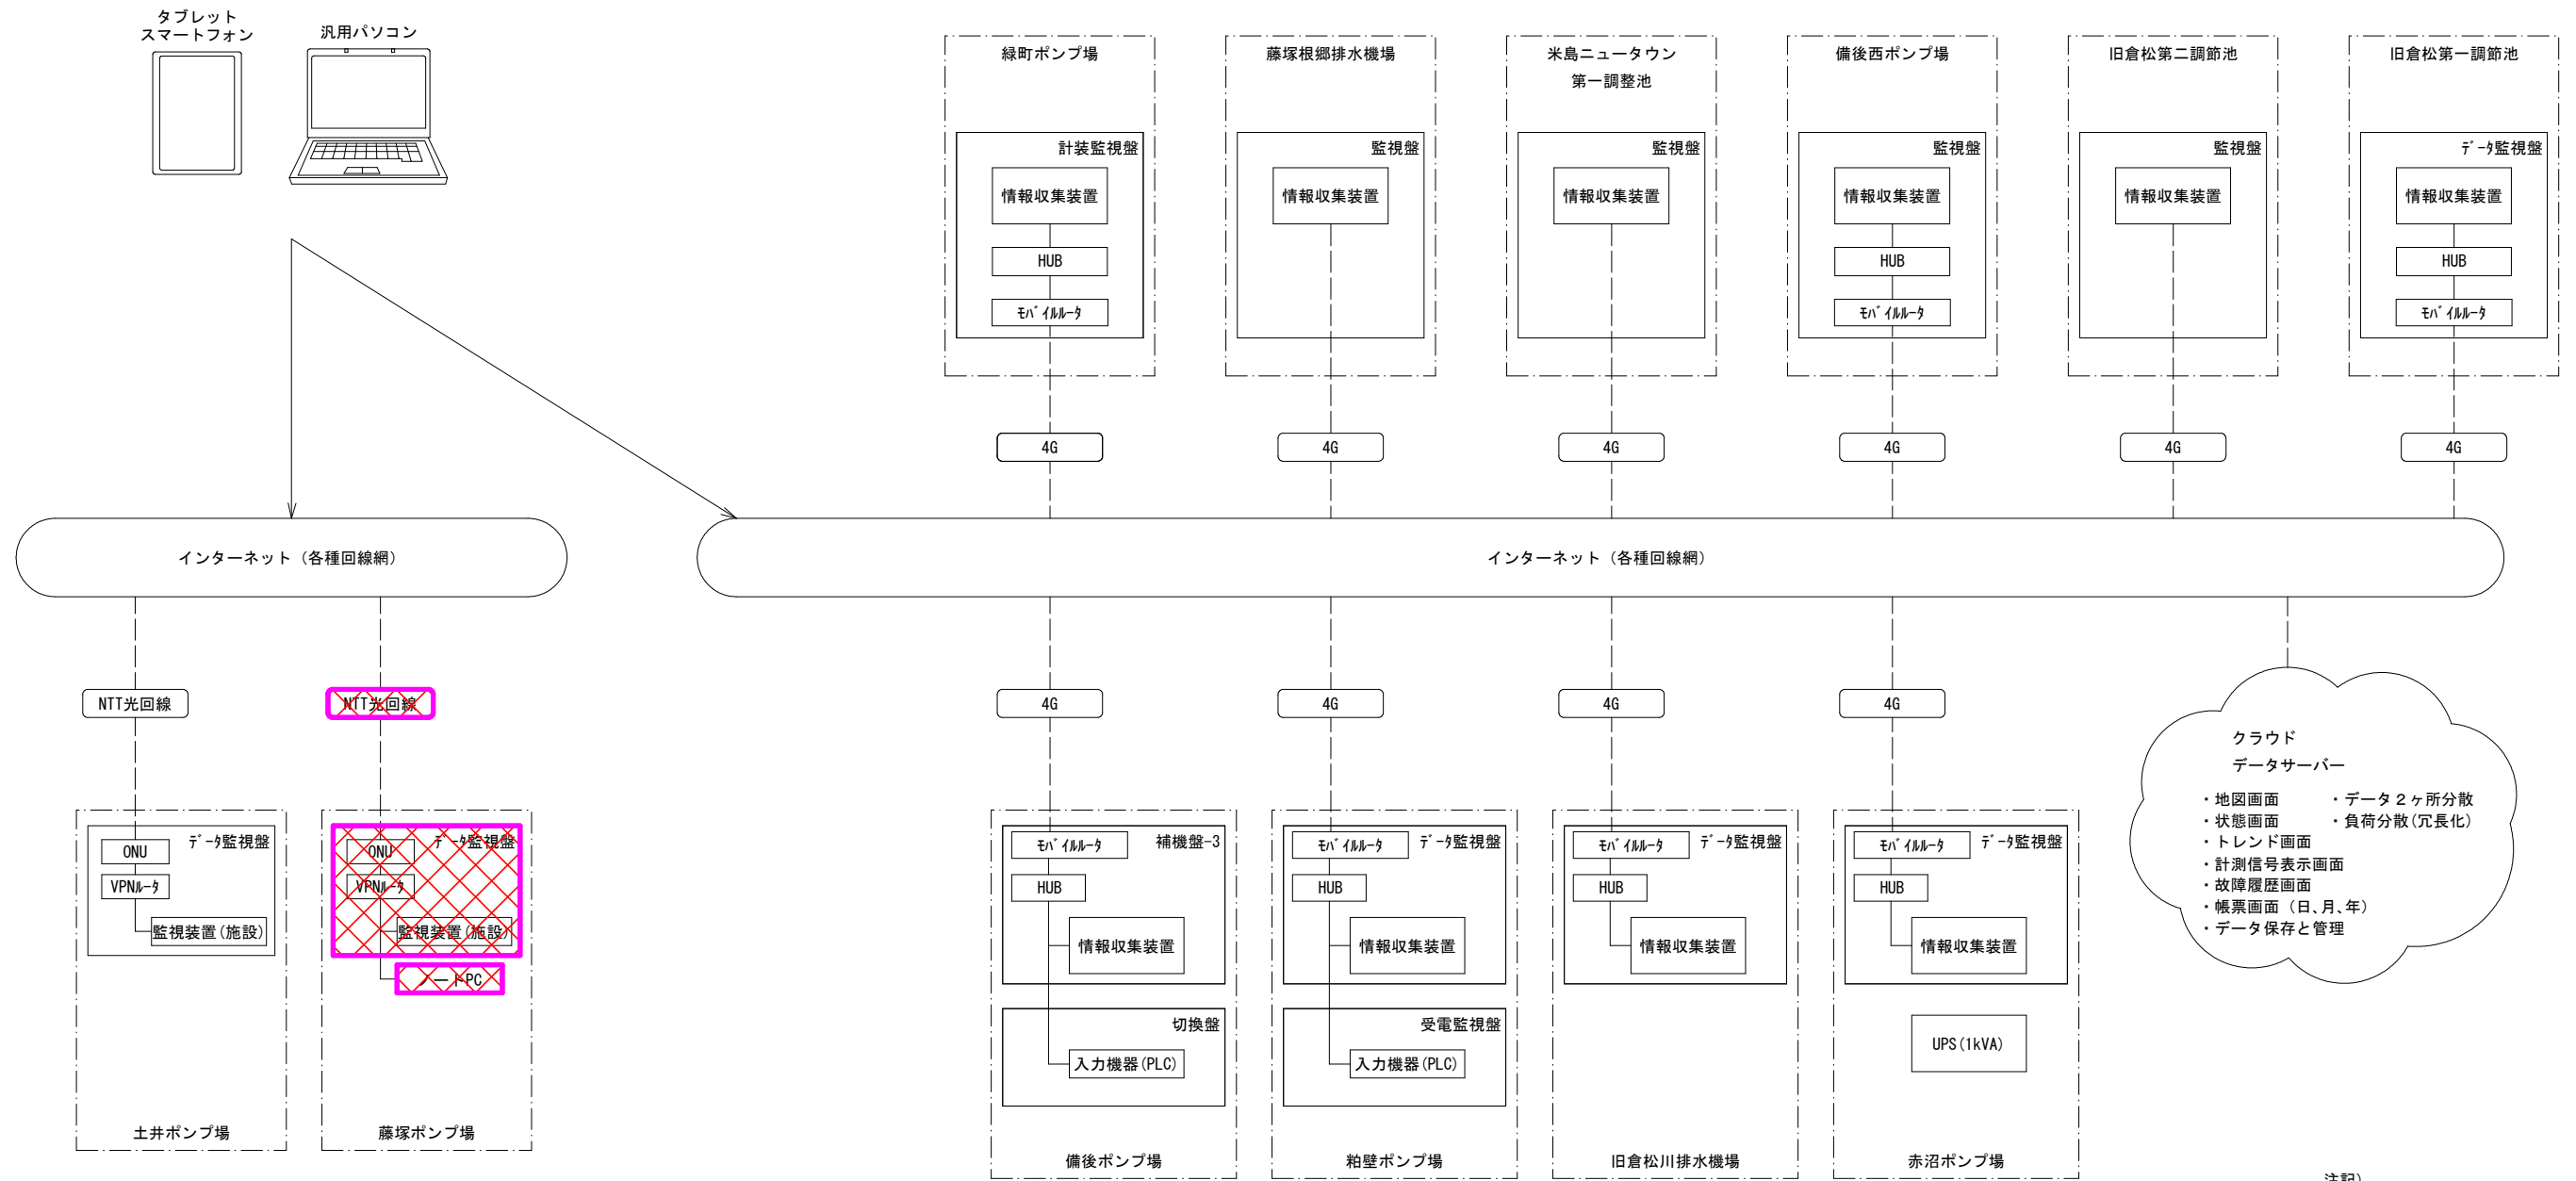 タブレット
スマートフォン
汎用パソコン
緑町ポンプ場
計装監視盤
情報収集装置
HUB
モバイルルータ
4G
藤塚根郷排水機場
監視盤
情報収集装置
4G
米島ニュータウン
第一調整池
監視盤
情報収集装置
4G
備後西ポンプ場
監視盤
情報収集装置
HUB
モバイルルータ
4G
旧倉松第二調節池
監視盤
情報収集装置
4G
旧倉松第一調節池
データ監視盤
情報収集装置
HUB
モバイルルータ
4G
インターネット（各種回線網）
インターネット（各種回線網）
NTT光回線
データ監視盤
ONU
VPNルータ
監視装置(施設)
土井ポンプ場
NTT光回線
データ監視盤
ONU
VPNルータ
監視装置(施設)
ノートPC
藤塚ポンプ場
4G
モバイルルータ
補機盤-3
HUB
情報収集装置
切換盤
入力機器(PLC)
備後ポンプ場
4G
モバイルルータ
データ監視盤
HUB
情報収集装置
受電監視盤
入力機器(PLC)
粕壁ポンプ場
4G
モバイルルータ
データ監視盤
HUB
情報収集装置
旧倉松川排水機場
4G
モバイルルータ
データ監視盤
HUB
情報収集装置
UPS(1kVA)
赤沼ポンプ場
クラウド
データサーバー
・地図画面　・データ２ヶ所分散
・状態画面　・負荷分散(冗長化)
・トレンド画面
・計測信号表示画面
・故障履歴画面
・帳票画面（日、月、年）
・データ保存と管理
注記）